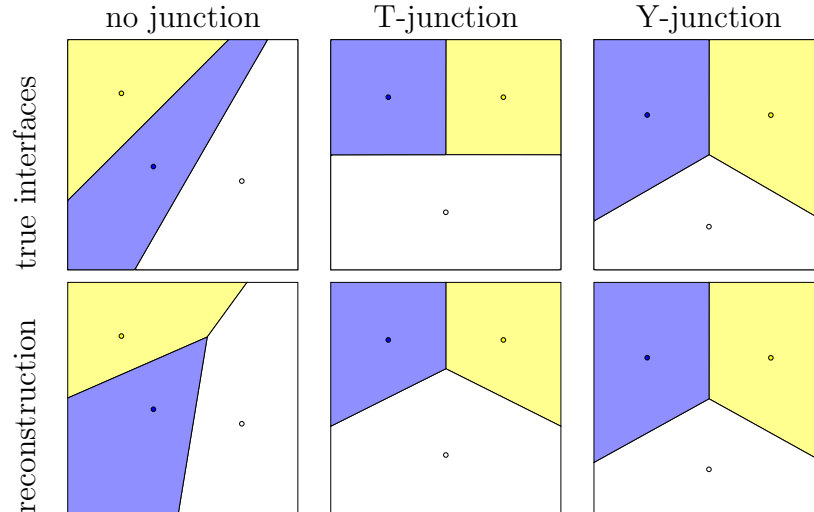 no junction
T-junction
Y-junction
true interfaces
reconstruction